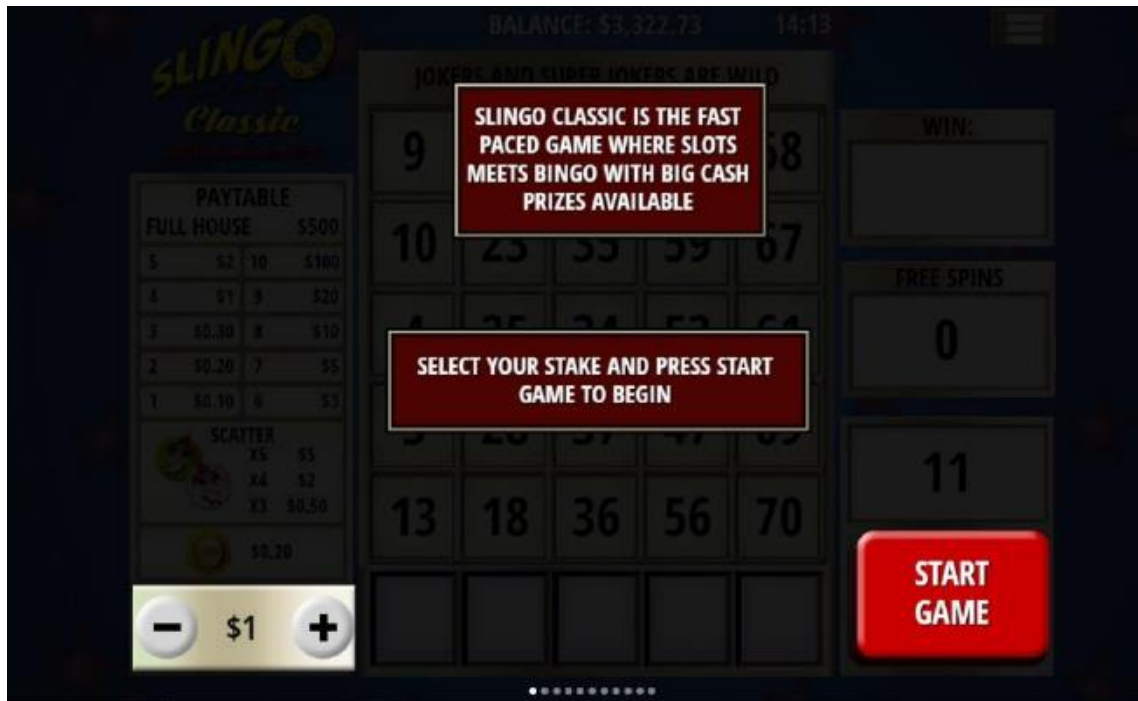 SLINGO
Classic
BALANCE: $3,322.73 14:13
JOKERS AND SUPER JOKERS ARE WILD
SLINGO CLASSIC IS THE FAST
PACED GAME WHERE SLOTS
MEETS BINGO WITH BIG CASH
PRIZES AVAILABLE
9 68
10 23 35 59 67
SELECT YOUR STAKE AND PRESS START
GAME TO BEGIN
13 18 36 56 70
PAYTABLE
FULL HOUSE $500
5 $2 10 $100
4 $1 9 $20
3 $0.30 8 $10
2 $0.20 7 $5
1 $0.10 6 $3
SCATTER
X5 $5
X4 $2
X3 $0.50
$0.20
- $1 +
WIN:
FREE SPINS
0
11
START
GAME